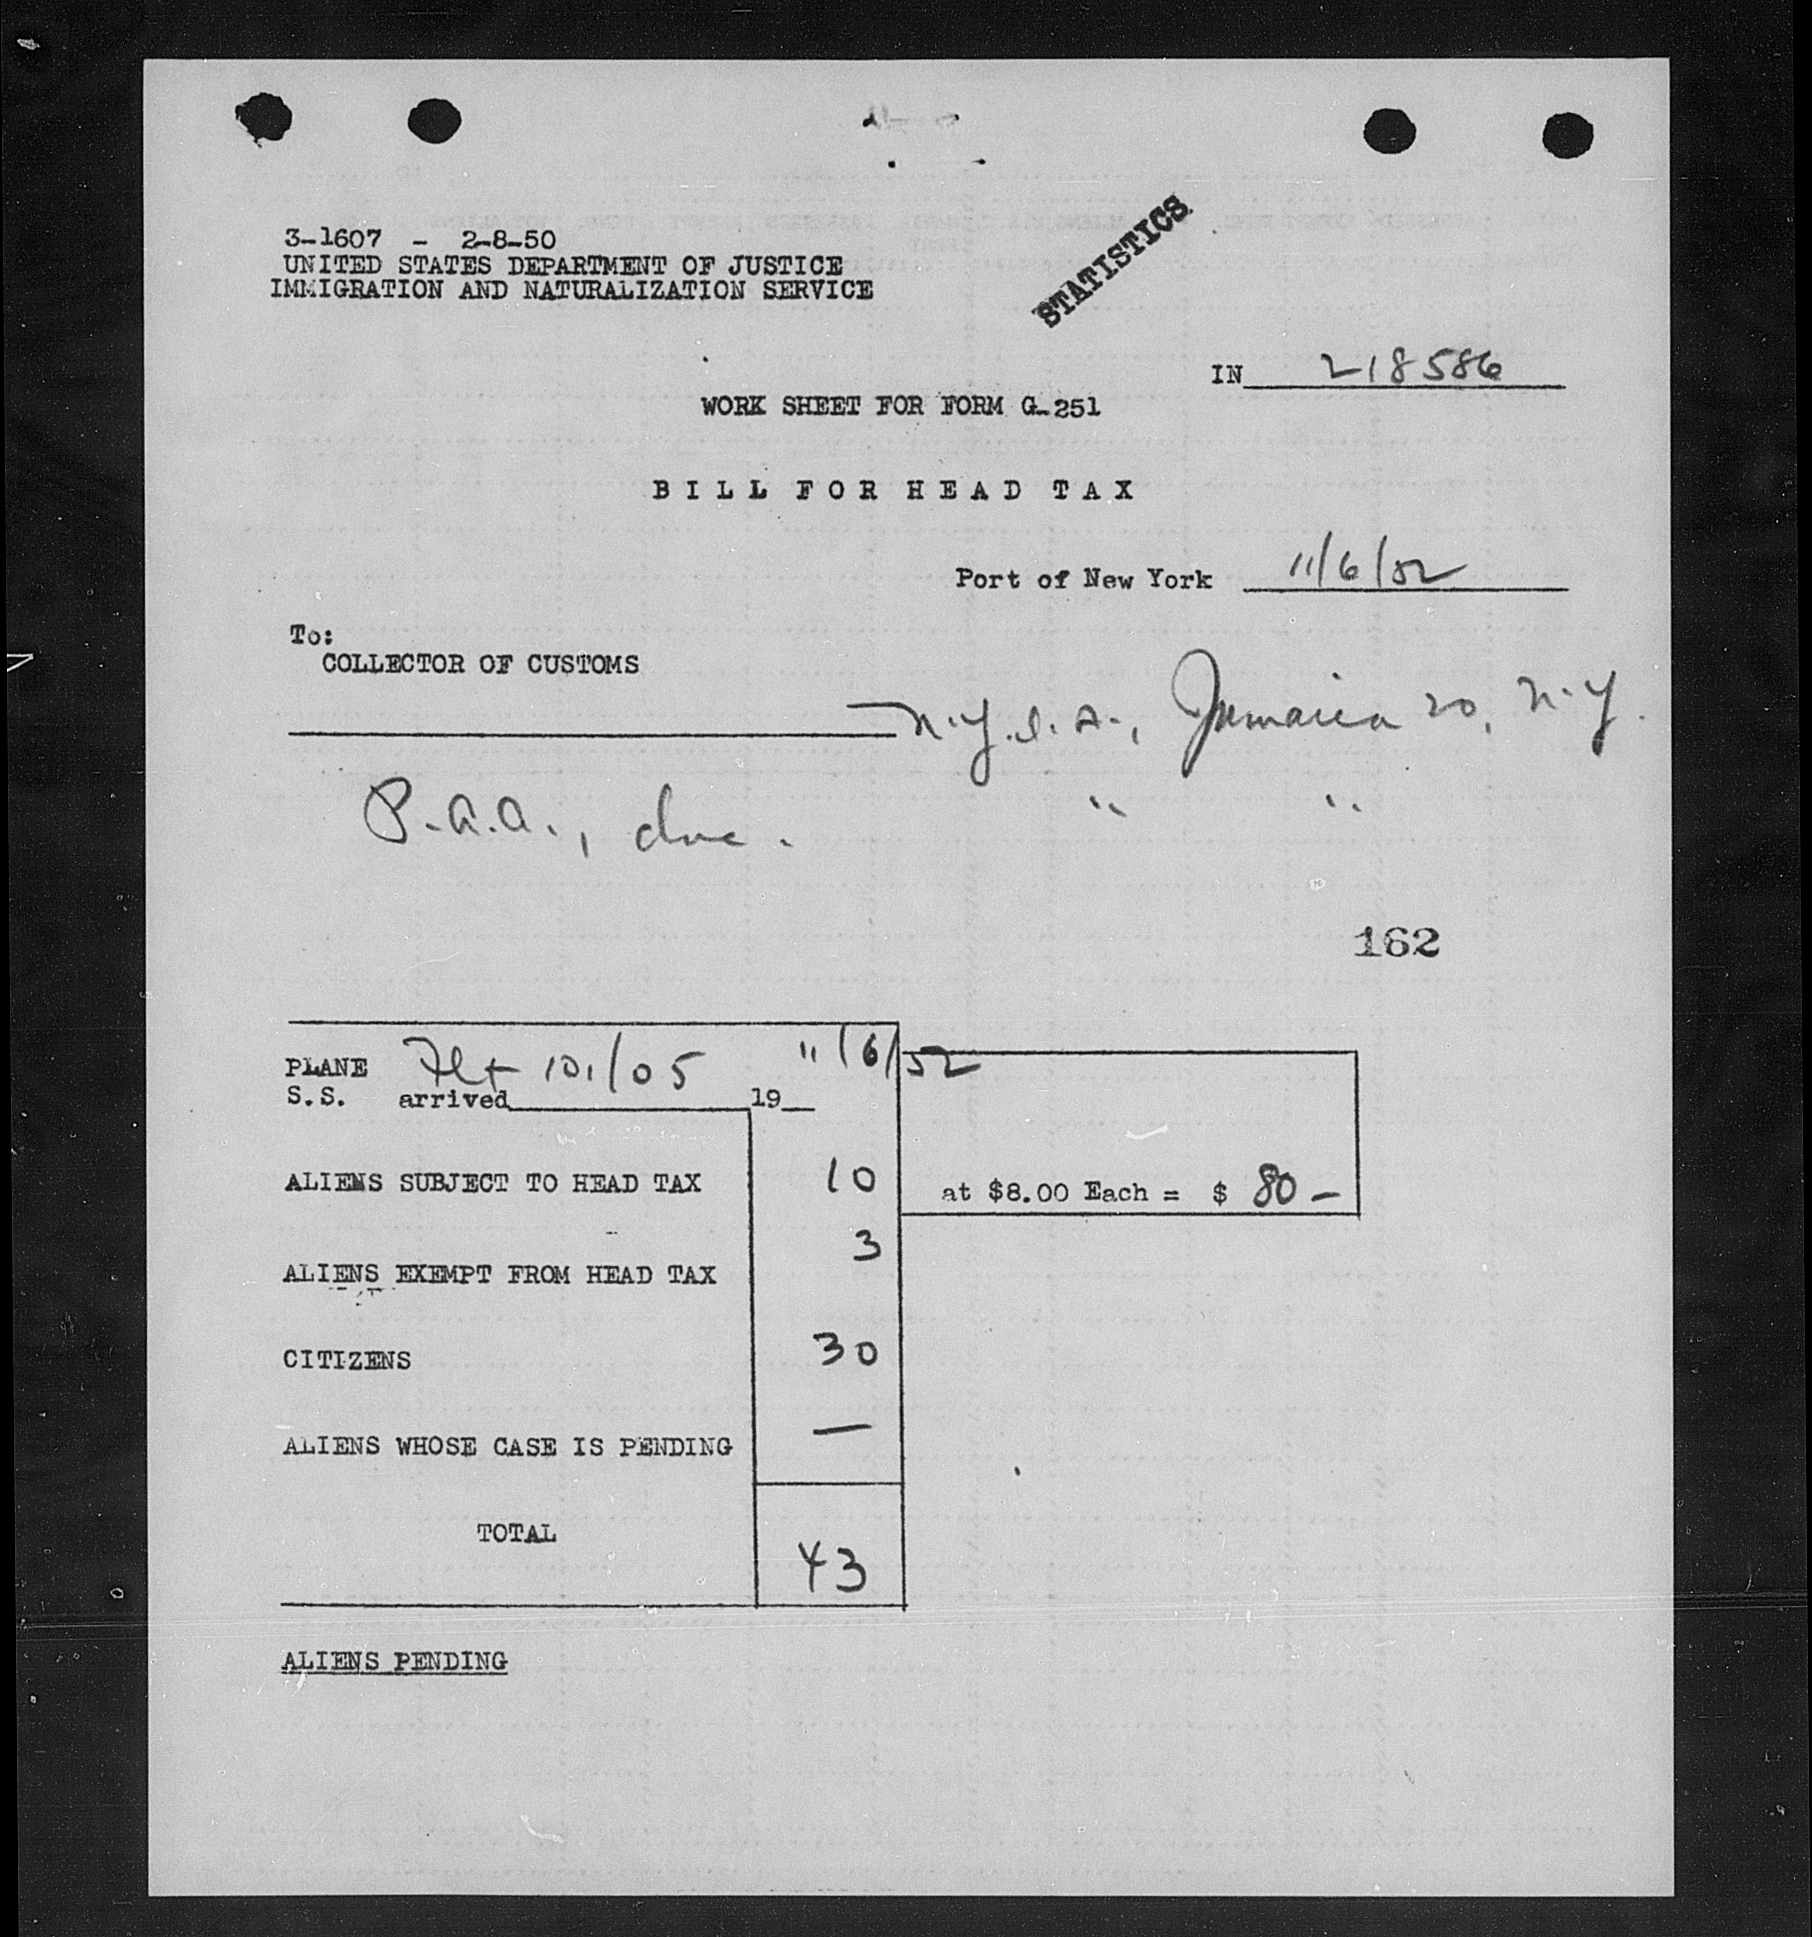 3-1607 - 2-8-50
UNITED STATES DEPARTMENT OF JUSTICE
IMMIGRATION AND NATURALIZATION SERVICE
STATISTICS
IN 218586
WORK SHEET FOR FORM G-251
BILL FOR HEAD TAX
Port of New York 11/6/52
To:
COLLECTOR OF CUSTOMS
N.Y.I.A., Jamaica 20, N.Y.
P.A.A., Inc. " "
162
PLANE Flt 101/05 11/6/52
S.S. arrived 19
ALIENS SUBJECT TO HEAD TAX 10 at $8.00 Each = $ 80 -
ALIENS EXEMPT FROM HEAD TAX 3
CITIZENS 30
ALIENS WHOSE CASE IS PENDING —
TOTAL 43
ALIENS PENDING